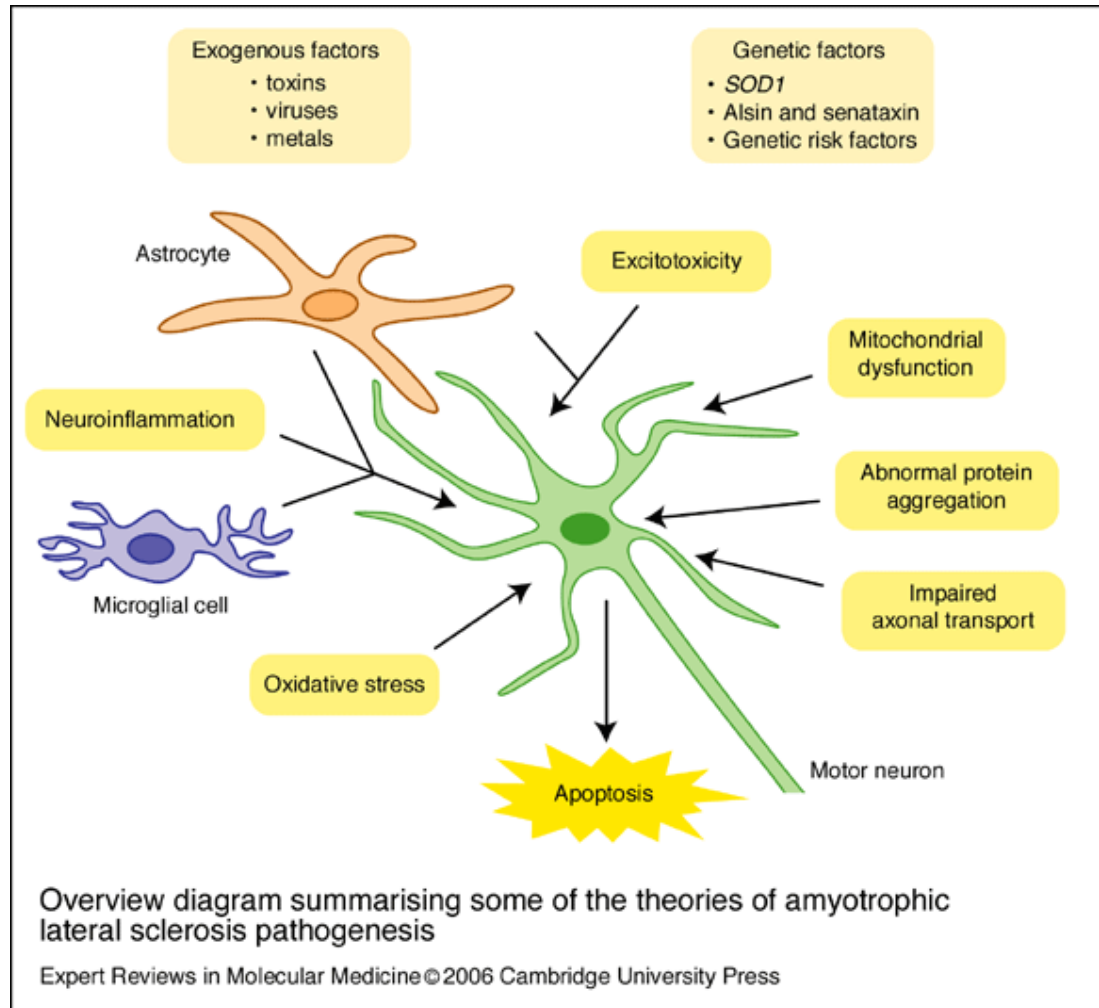 Exogenous factors
• toxins
• viruses
• metals
Genetic factors
• SOD1
• Alsin and senataxin
• Genetic risk factors
Astrocyte
Excitotoxicity
Mitochondrial
dysfunction
Neuroinflammation
Abnormal protein
aggregation
Microglial cell
Impaired
axonal transport
Oxidative stress
Motor neuron
Apoptosis
Overview diagram summarising some of the theories of amyotrophic
lateral sclerosis pathogenesis
Expert Reviews in Molecular Medicine © 2006 Cambridge University Press